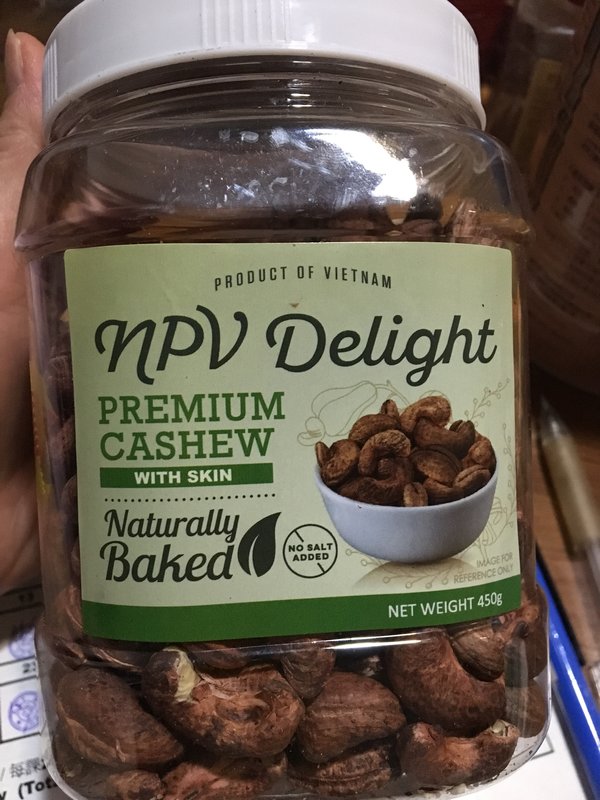 PRODUCT OF VIETNAM
NPV Delight
PREMIUM
CASHEW
WITH SKIN
Naturally
Baked
NO SALT
ADDED
IMAGE FOR
REFERENCE ONLY
NET WEIGHT 450g
(Tot